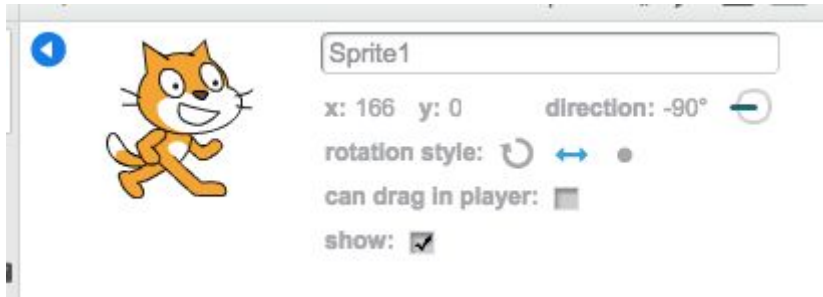 Sprite1
x: 166 y: 0 direction: -90°
rotation style:
can drag in player:
show: